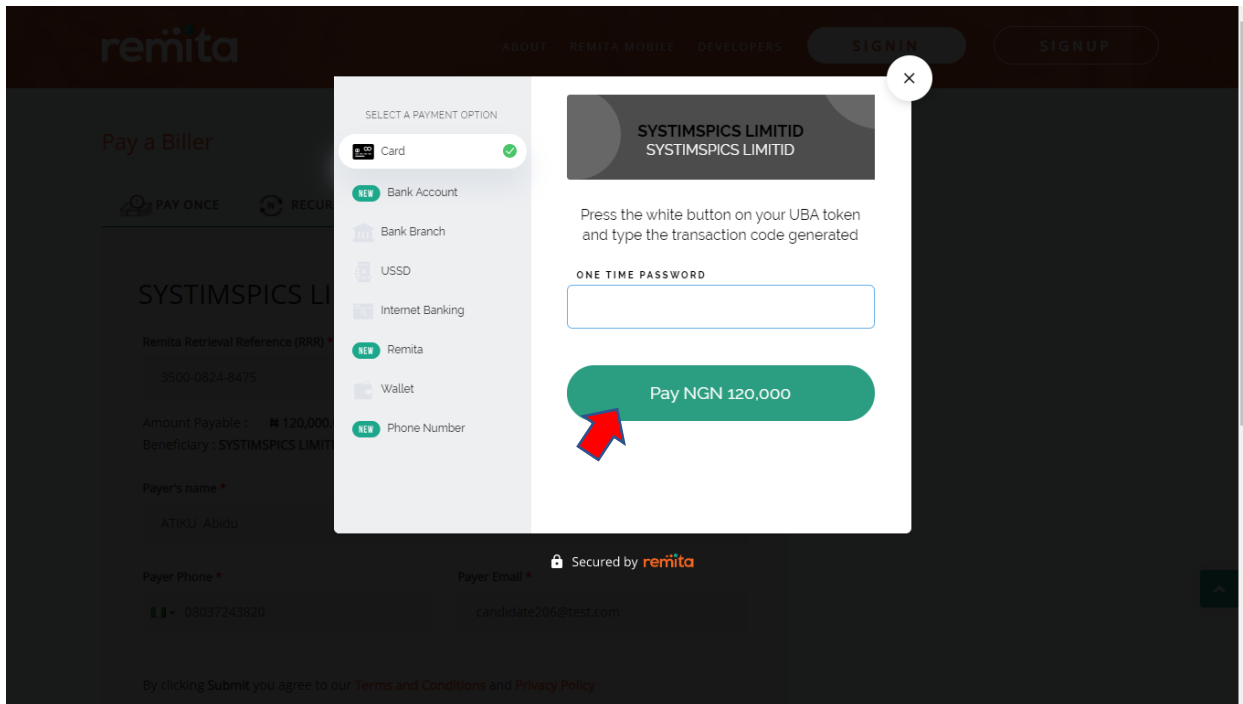 remita
ABOUT REMITA MOBILE DEVELOPERS SIGNIN SIGNUP
Pay a Biller
PAY ONCE RECUR
SYSTIMSPICS LI
Remita Retrieval Reference (RRR) *
3500-0824-8475
Amount Payable : ₦ 120,000.
Beneficiary : SYSTIMSPICS LIMITI
Payer's name *
ATIKU Abidu
Payer Phone * Payer Email *
08037243820 candidate206@test.com
By clicking Submit you agree to our Terms and Conditions and Privacy Policy
SELECT A PAYMENT OPTION
Card
NEW Bank Account
Bank Branch
USSD
Internet Banking
NEW Remita
Wallet
NEW Phone Number
SYSTIMSPICS LIMITID
SYSTIMSPICS LIMITID
Press the white button on your UBA token
and type the transaction code generated
ONE TIME PASSWORD
Pay NGN 120,000
Secured by remita